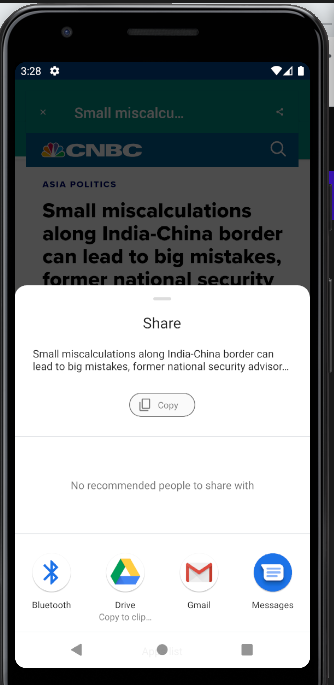 3:28
Small miscalcu...
CNBC
ASIA POLITICS
Small miscalculations
along India-China border
can lead to big mistakes,
former national security
Share
Small miscalculations along India-China border can
lead to big mistakes, former national security advisor...
Copy
No recommended people to share with
Bluetooth
Drive
Gmail
Messages
Copy to clip...